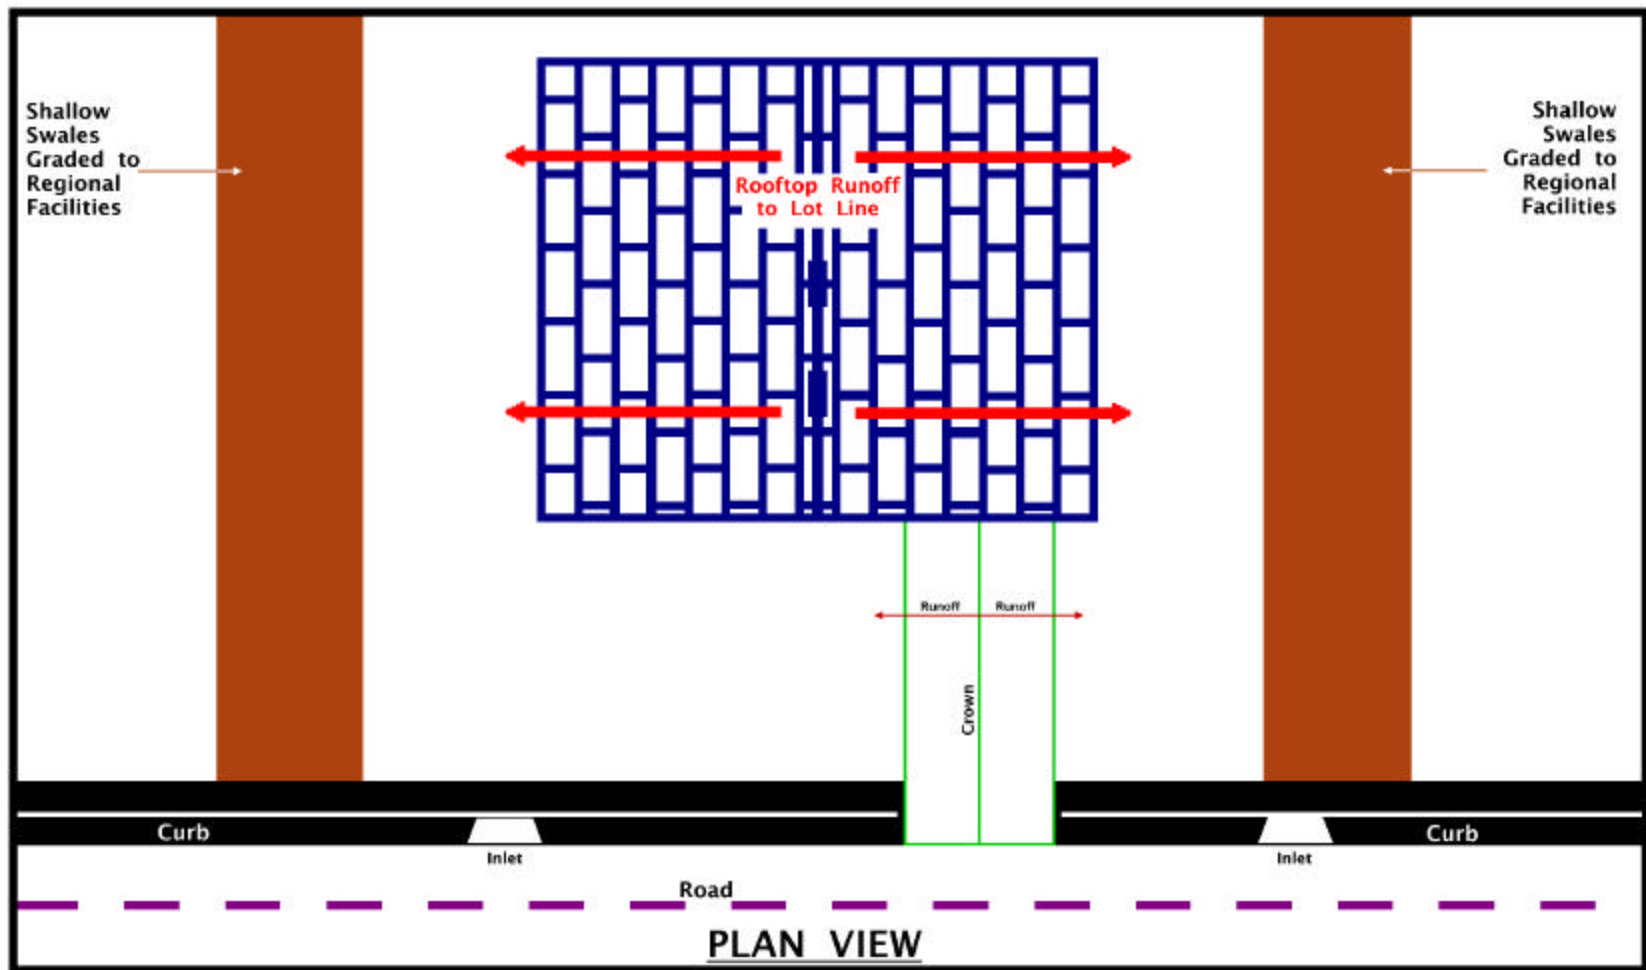 Shallow
Swales
Graded to
Regional
Facilities
Rooftop Runoff
to Lot Line
Shallow
Swales
Graded to
Regional
Facilities
Runoff
Runoff
Crown
Curb
Curb
Inlet
Inlet
Road
PLAN VIEW